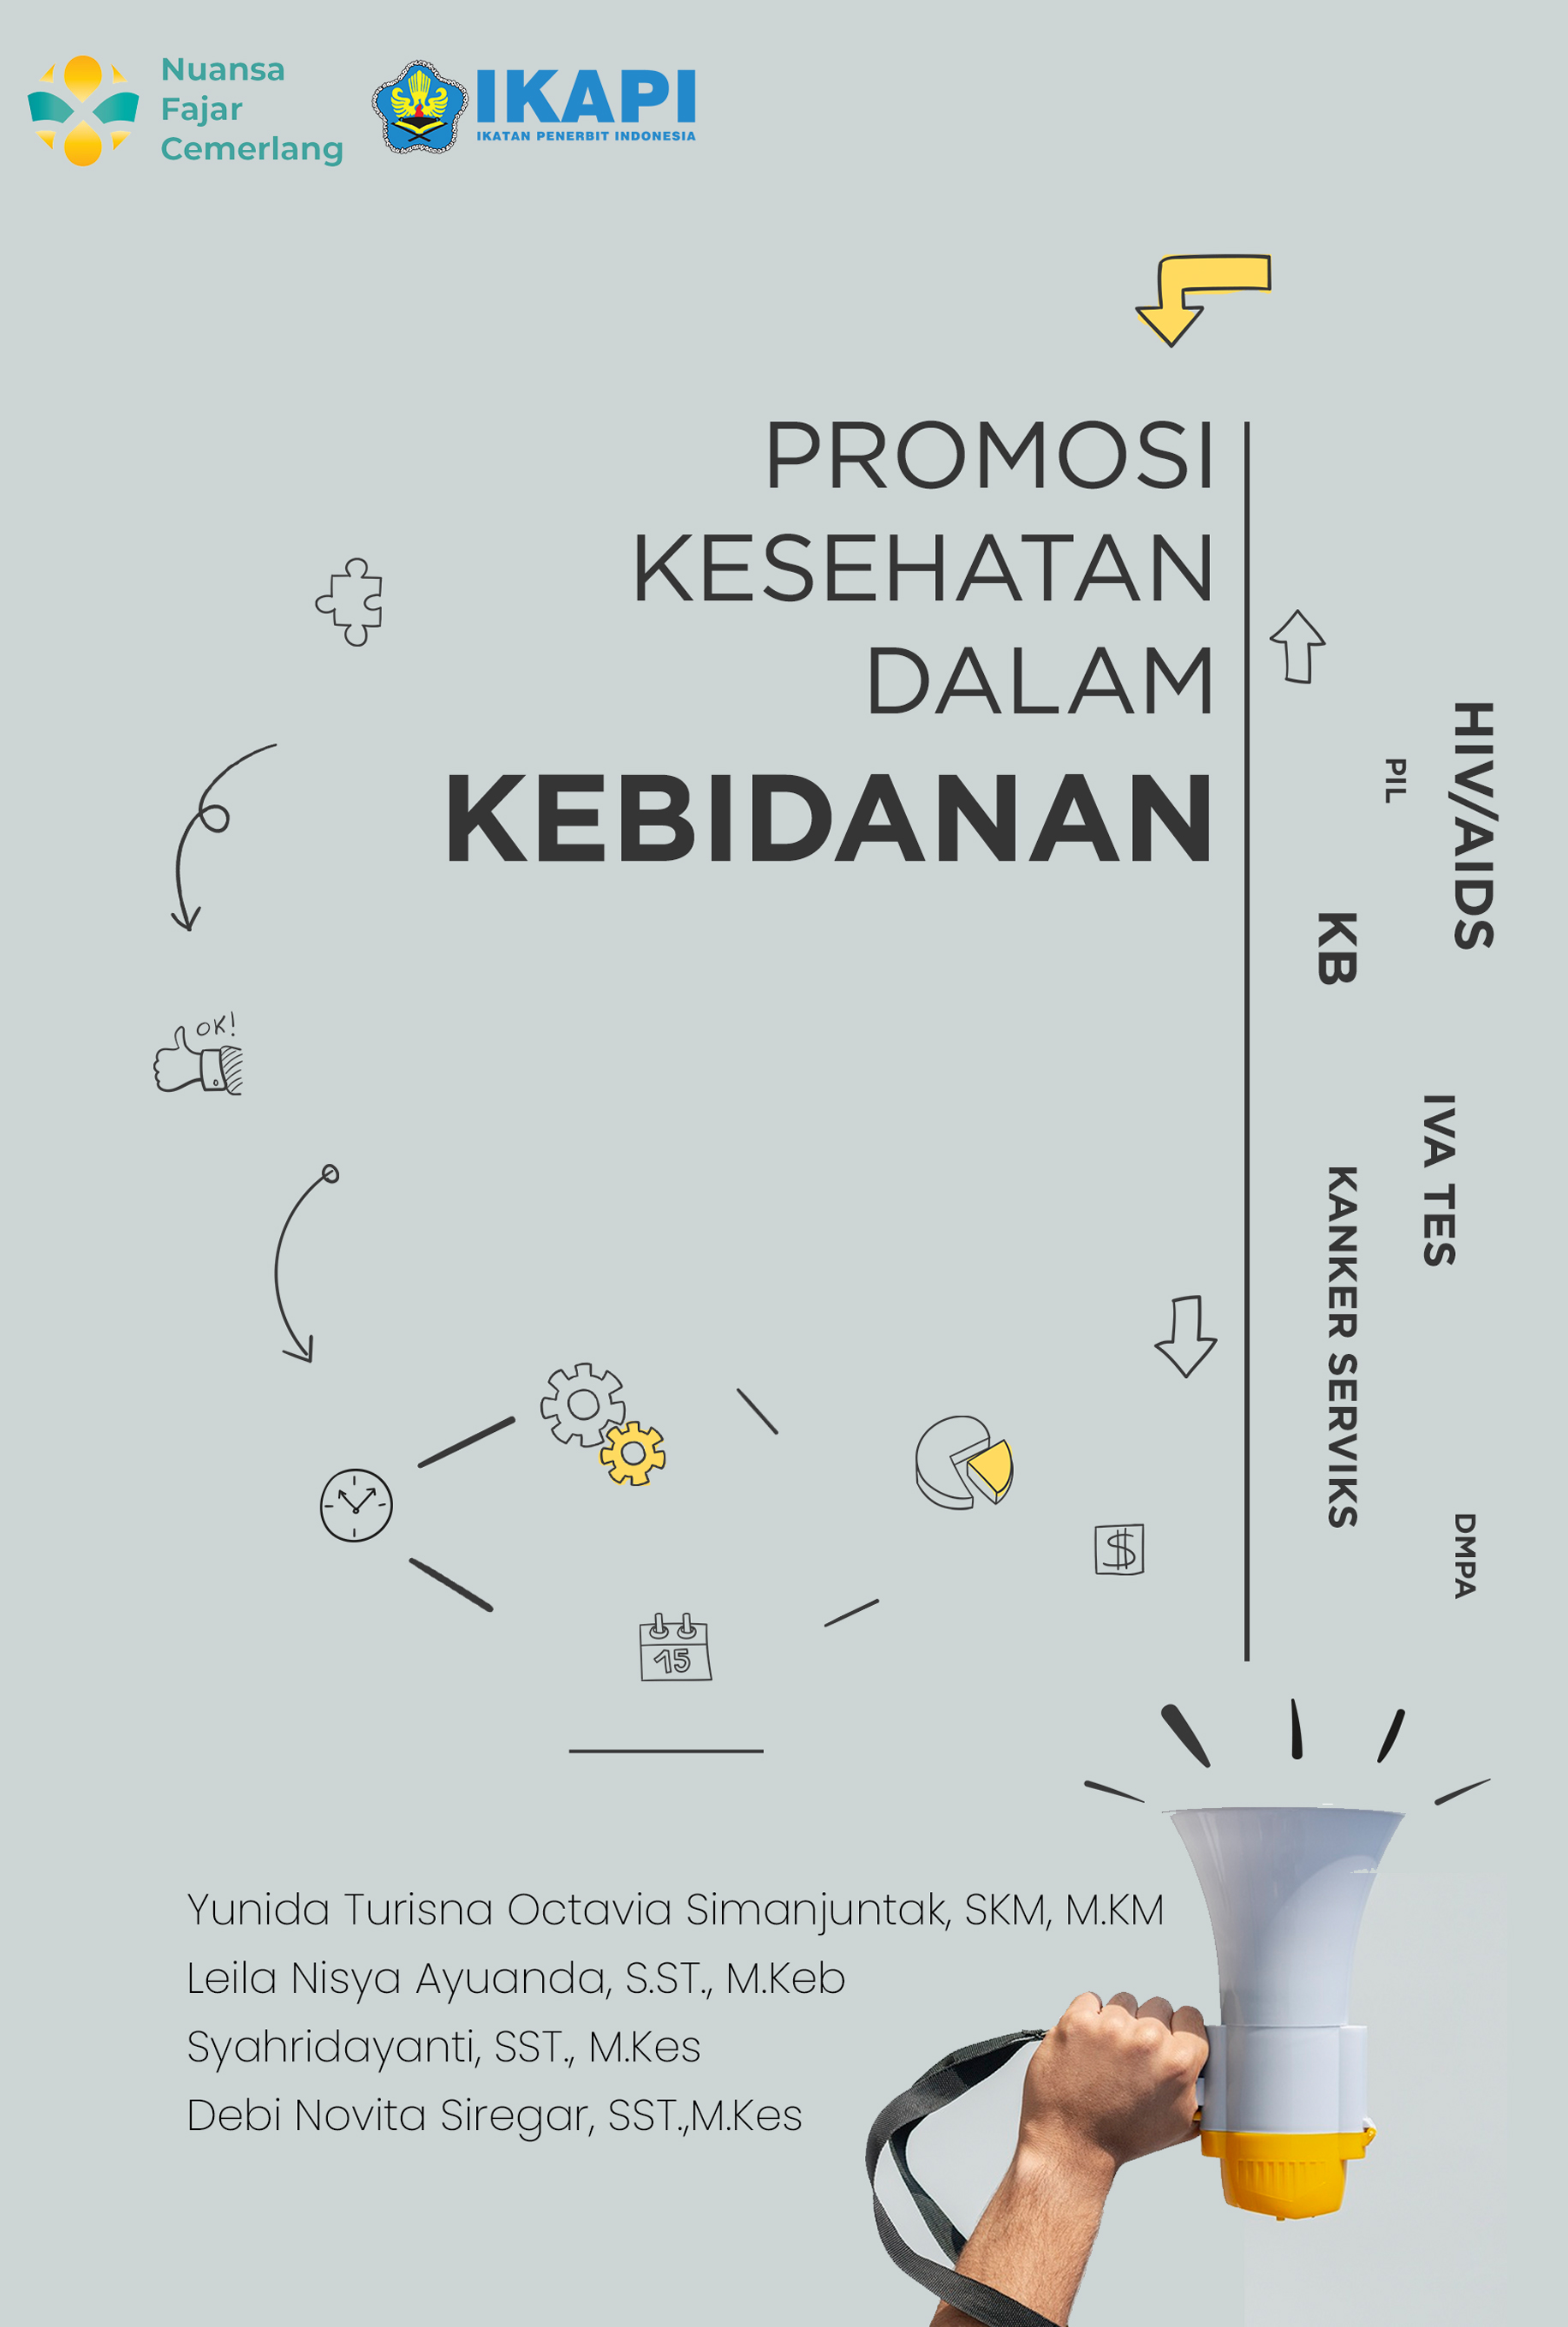 Nuansa
Fajar
Cemerlang
IKAPI
IKATAN PENERBIT INDONESIA
PROMOSI
KESEHATAN
DALAM
KEBIDANAN
HIV/AIDS
PIL
KB
IVA TES
KANKER SERVIKS
DMPA
OK!
$
15
Yunida Turisna Octavia Simanjuntak, SKM, M.KM
Leila Nisya Ayuanda, S.ST., M.Keb
Syahridayanti, SST., M.Kes
Debi Novita Siregar, SST.,M.Kes